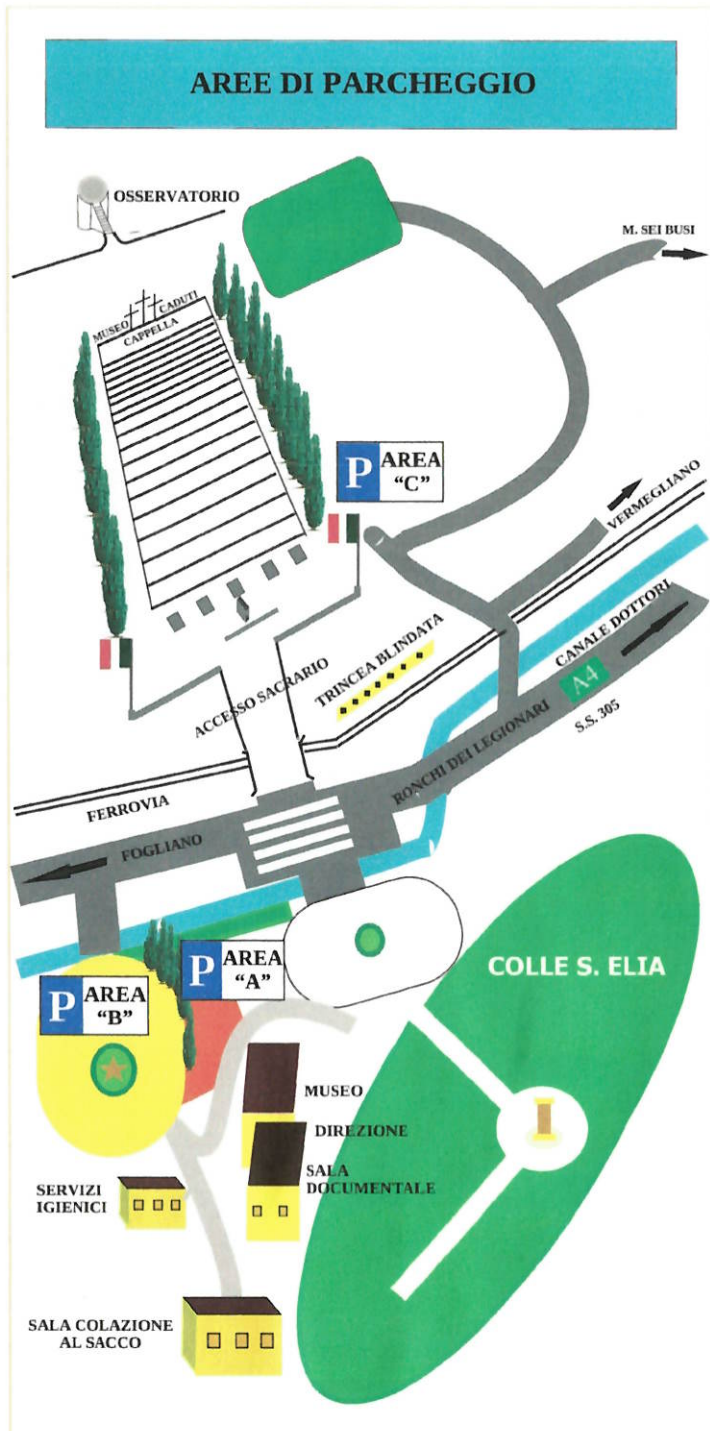 AREE DI PARCHEGGIO
OSSERVATORIO
M. SEI BUSI
MUSEO
CADUTI
CAPPELLA
P AREA
"C"
VERMEGLIANO
CANALE DOTTORI
TRINCEA BLINDATA
ACCESSO SACRARIO
A4
S.S. 305
RONCHI DEI LEGIONARI
FERROVIA
FOGLIANO
P AREA
"A"
P AREA
"B"
COLLE S. ELIA
MUSEO
DIREZIONE
SALA
DOCUMENTALE
SERVIZI
IGIENICI
SALA COLAZIONE
AL SACCO